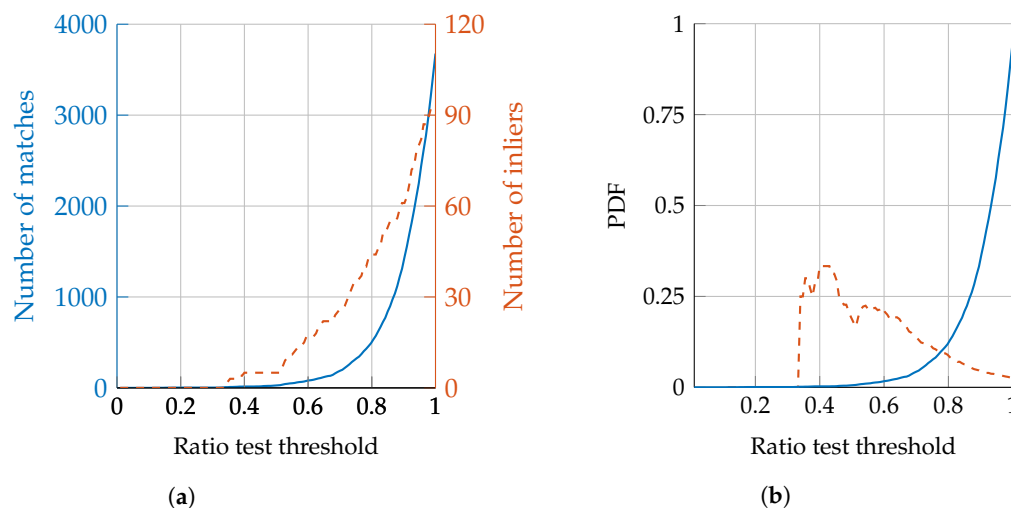 4000
3000
2000
1000
0
Number of matches
120
90
60
30
0
Number of inliers
0 0.2 0.4 0.6 0.8 1
Ratio test threshold
(a)
1
0.75
0.5
0.25
0
PDF
0.2 0.4 0.6 0.8 1
Ratio test threshold
(b)